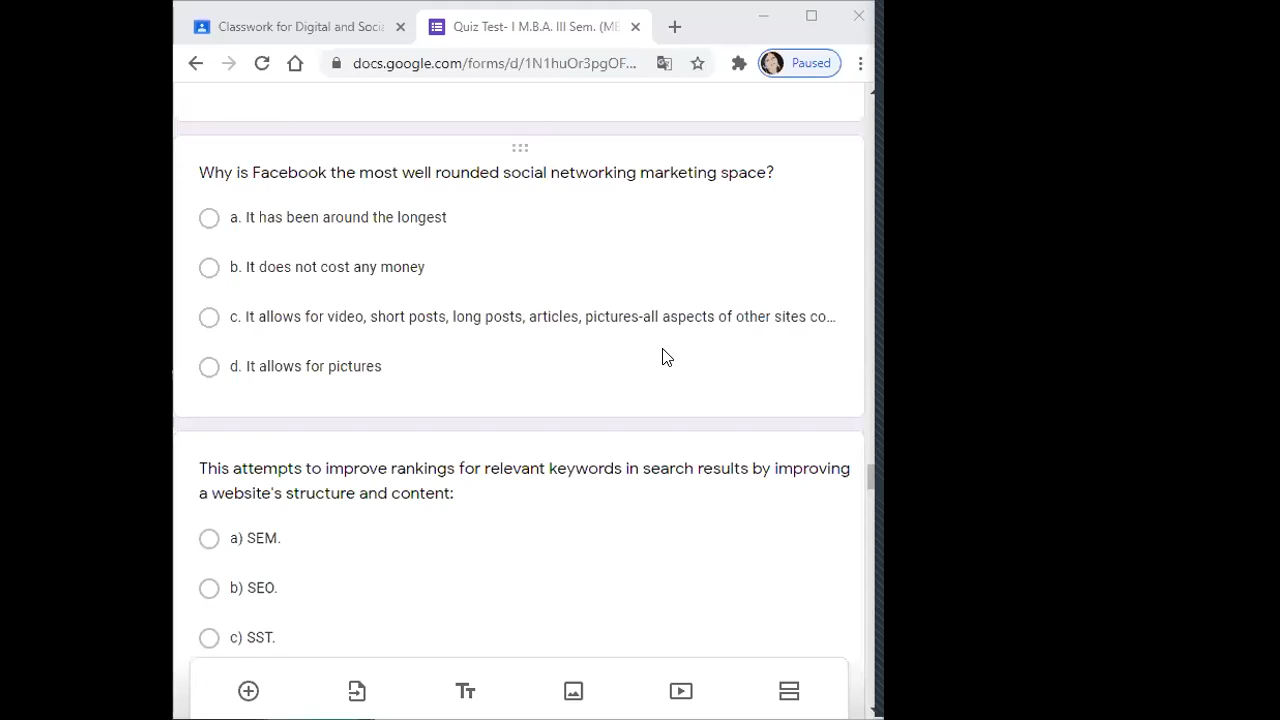 Classwork for Digital and Socia
Quiz Test- I M.B.A. III Sem. (ME
docs.google.com/forms/d/1N1huOr3pgOF...
Paused
Why is Facebook the most well rounded social networking marketing space?
a. It has been around the longest
b. It does not cost any money
c. It allows for video, short posts, long posts, articles, pictures-all aspects of other sites co...
d. It allows for pictures
This attempts to improve rankings for relevant keywords in search results by improving
a website's structure and content:
a) SEM.
b) SEO.
c) SST.
Tт